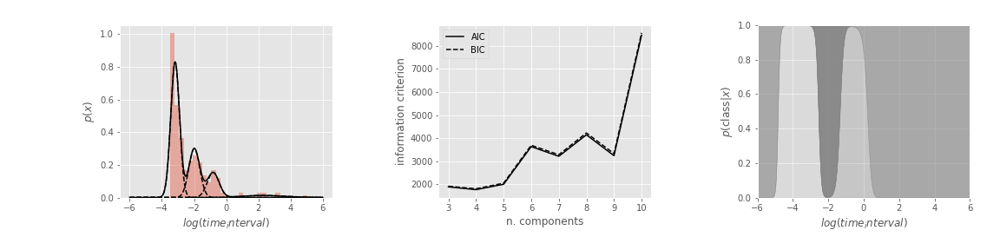 1.0
0.8
0.6
0.4
0.2
0.0
p(x)
−6 −4 −2 0 2 4 6
log(time_interval)
AIC
BIC
8000
7000
6000
5000
4000
3000
2000
information criterion
3 4 5 6 7 8 9 10
n. components
1.0
0.8
0.6
0.4
0.2
0.0
p(class|x)
−6 −4 −2 0 2 4 6
log(time_interval)